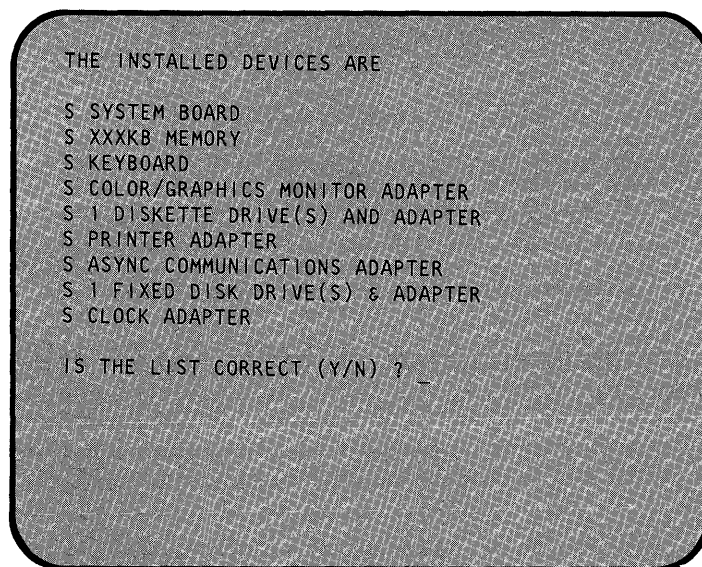 THE INSTALLED DEVICES ARE
S SYSTEM BOARD
S XXXKB MEMORY
S KEYBOARD
S COLOR/GRAPHICS MONITOR ADAPTER
S 1 DISKETTE DRIVE(S) AND ADAPTER
S PRINTER ADAPTER
S ASYNC COMMUNICATIONS ADAPTER
S 1 FIXED DISK DRIVE(S) & ADAPTER
S CLOCK ADAPTER
IS THE LIST CORRECT (Y/N) ? _